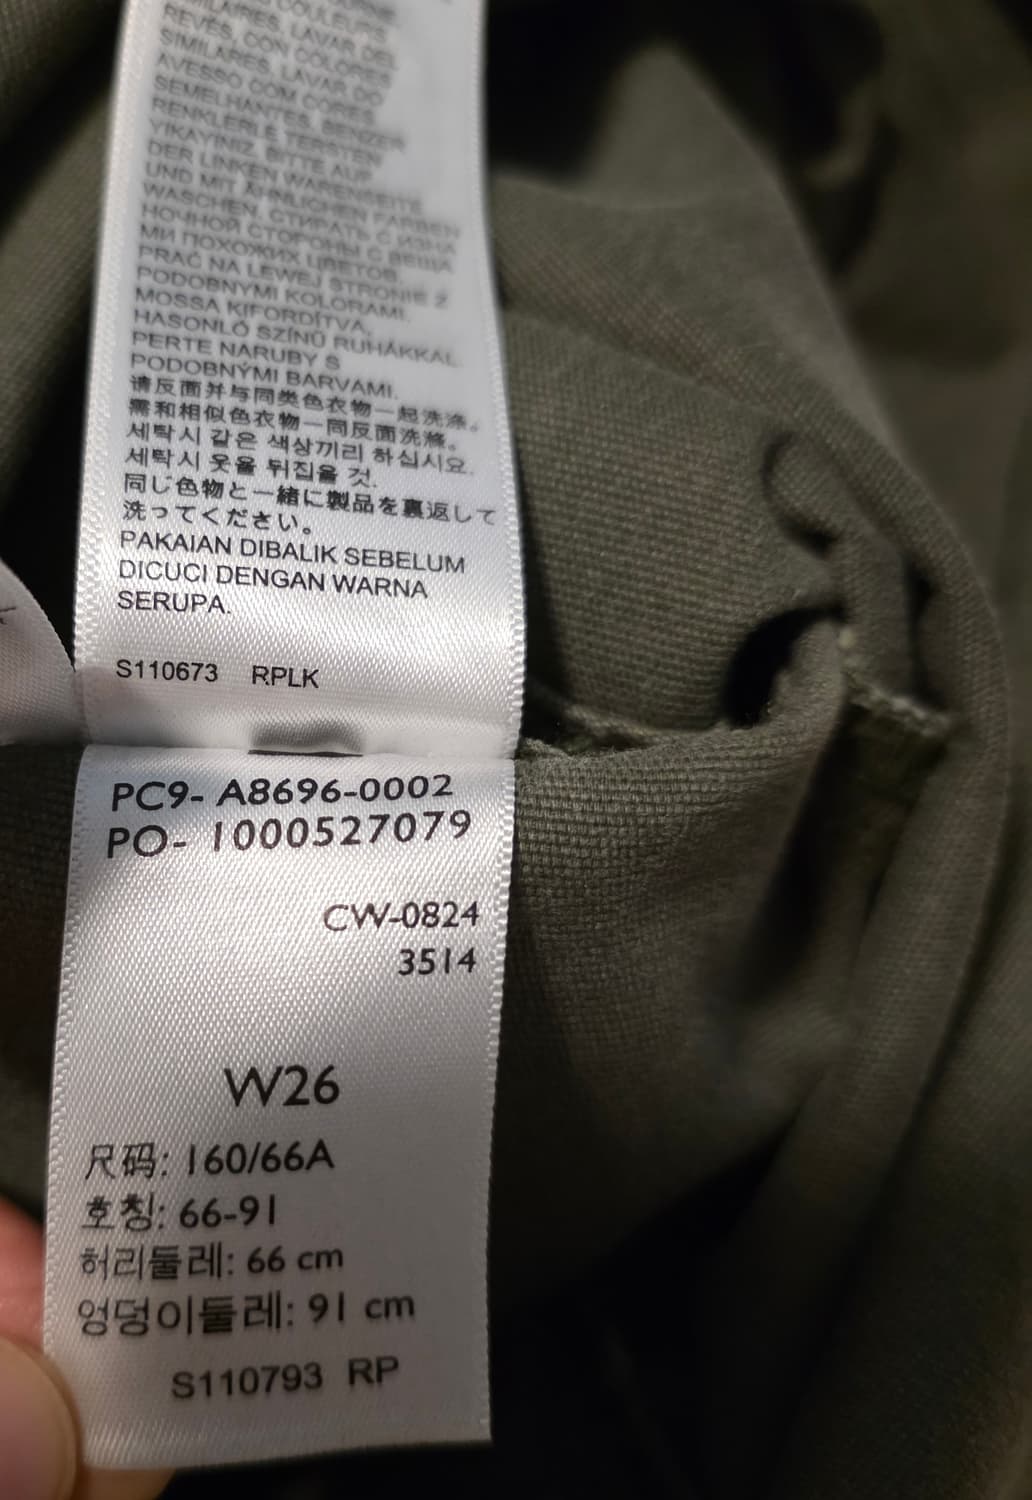 COULEURS
SIMILAIRES, LAVAR DEL
REVÉS, CON COLORES
SIMILARES, LAVAR DO
AVESSO COM CORES
SEMELHANTES, BENZER
RENKLERLE TERSTEN
YIKAYINIZ, BITTE AUF
DER LINKEN WARENSEITE
UND MIT ÄHNLICHEN FARBEN
WASCHEN, СТИРАТЬ С ИЗНА
НОЧНОЙ СТОРОНЫ С ВЕЩА
МИ ПОХОЖИХ ЦВЕТОВ.
PRAĆ NA LEWEJ STRONIE Z
PODOBNYMI KOLORAMI.
MOSSA KIFORDÍTVA,
HASONLÓ SZÍNŰ RUHÁKKAL
PERTE NARUBY S
PODOBNÝMI BARVAMI.
请反面并与同类色衣物一起洗涤。
需和相似色衣物一同反面洗滌。
세탁시 같은 색상끼리 하십시요.
세탁시 옷을 뒤집을 것.
同じ色物と一緒に製品を裏返して
洗ってください。
PAKAIAN DIBALIK SEBELUM
DICUCI DENGAN WARNA
SERUPA.
S110673 RPLK
PC9- A8696-0002
PO- 1000527079
CW-0824
3514
W26
尺码: 160/66A
호칭: 66-91
허리둘레: 66 cm
엉덩이둘레: 91 cm
S110793 RP